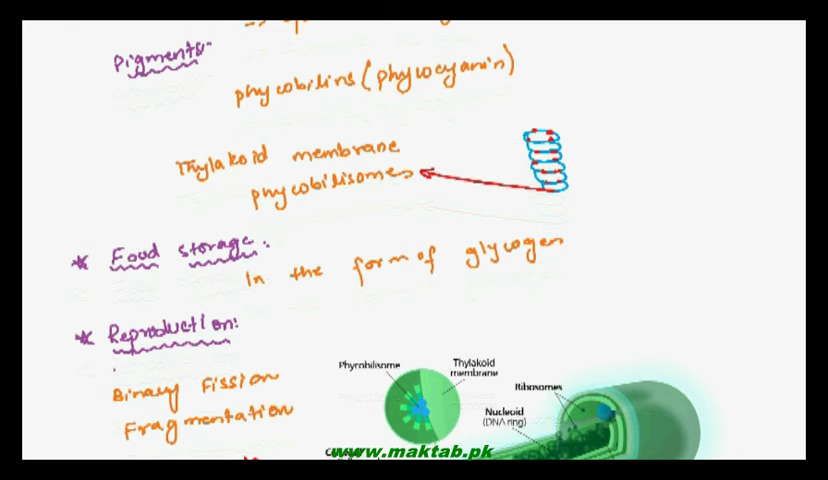 Pigments:
phycobilins (phycocyanin)
Thylakoid membrane
phycobilisomes
* Food storage:
In the form of glycogen
* Reproduction:
Binary Fission
Fragmentation
Phycobilisome
Thylakoid
membrane
Ribosomes
Nucleoid
(DNA ring)
www.maktab.pk